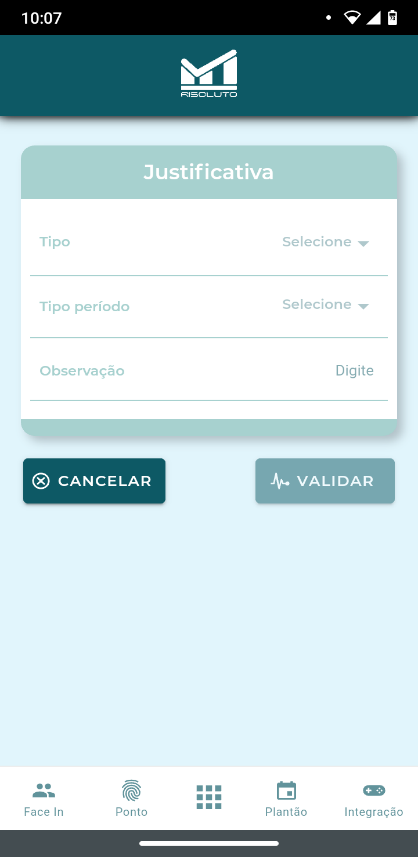 10:07
RISOLUTO
Justificativa
Tipo Selecione
Tipo período Selecione
Observação Digite
CANCELAR VALIDAR
Face In Ponto Plantão Integração